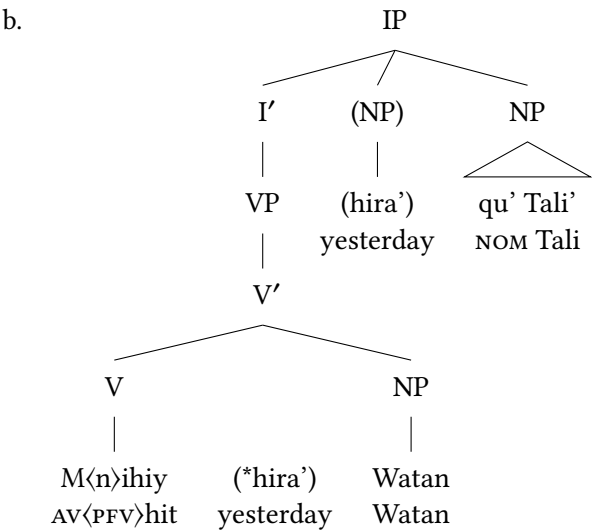 b.
IP
I′ (NP) NP
VP (hira’) qu’ Tali’
yesterday NOM Tali
V′
V NP
M⟨n⟩ihiy (*hira’) Watan
AV⟨PFV⟩hit yesterday Watan